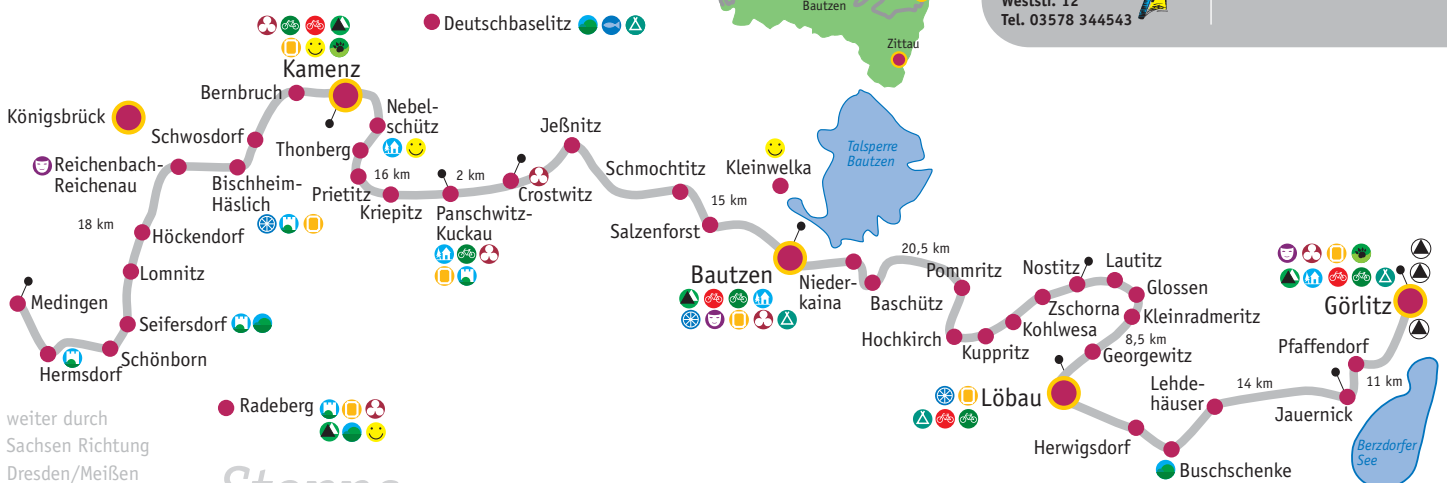 Bautzen
Zittau
Weststr. 12
Tel. 03578 344543
Deutschbaselitz
Kamenz
Bernbruch
Königsbrück
Nebel-
schütz
Schwosdorf
Thonberg
Reichenbach-
Reichenau
Bischheim-
Häslich
Prietitz
16 km
Kriepitz
2 km
Panschwitz-
Kuckau
Crostwitz
Jeßnitz
Schmochtitz
15 km
Salzenforst
Kleinwelka
Talsperre
Bautzen
18 km
Höckendorf
Lomnitz
Medingen
Seifersdorf
Schönborn
Hermsdorf
Radeberg
Bautzen
Nieder-
kaina
Baschütz
20,5 km
Pommritz
Hochkirch
Kuppritz
Kohlwesa
Zschorna
Nostitz
Lautitz
Glossen
Kleinradmeritz
8,5 km
Georgewitz
Löbau
Herwigsdorf
Buschschenke
Lehde-
häuser
14 km
Jauernick
11 km
Pfaffendorf
Görlitz
Berzdorfer
See
weiter durch
Sachsen Richtung
Dresden/Meißen